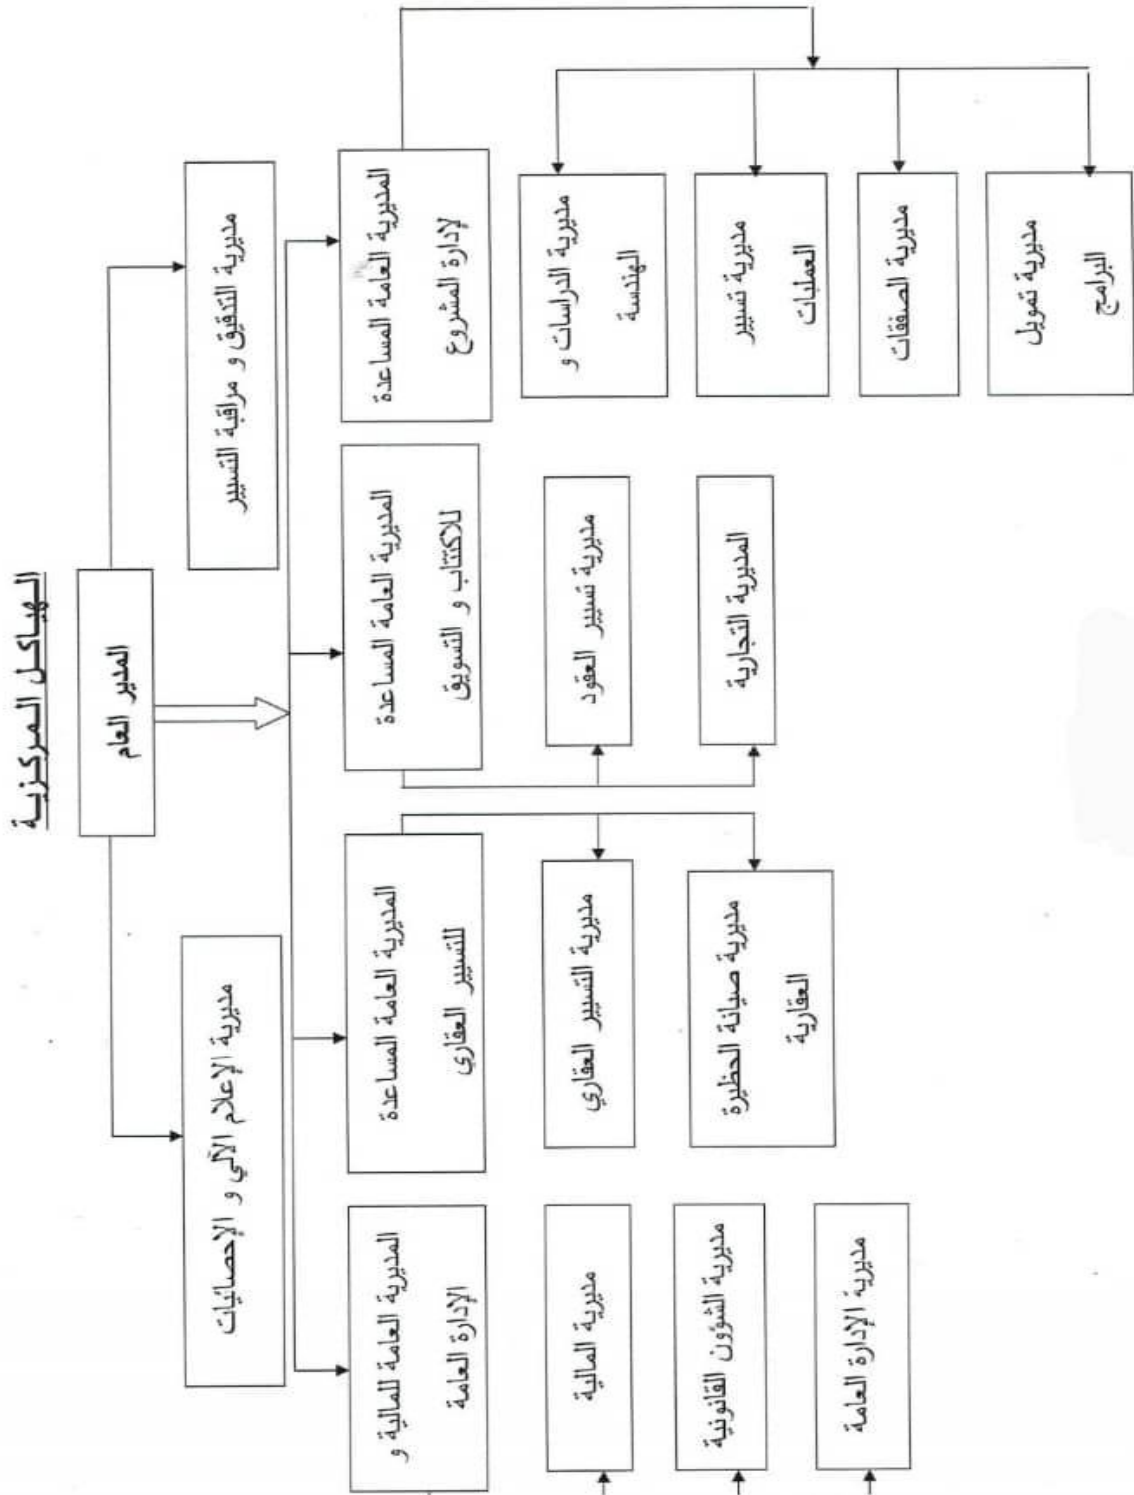 الهياكل المركزية
المدير العام
مديرية التدقيق و مراقبة التسيير
مديرية الإعلام الآلي و الإحصائيات
المديرية العامة المساعدة
لإدارة المشروع
المديرية العامة المساعدة
للاكتتاب و التسويق
المديرية العامة المساعدة
للتسيير العقاري
المديرية العامة للمالية و
الإدارة العامة
مديرية الدراسات و
الهندسة
مديرية تسيير
العمليات
مديرية الصفقات
مديرية تمويل
البرامج
مديرية تسيير العقود
المديرية التجارية
مديرية التسيير العقاري
مديرية صيانة الحظيرة
العقارية
مديرية المالية
مديرية الشؤون القانونية
مديرية الإدارة العامة